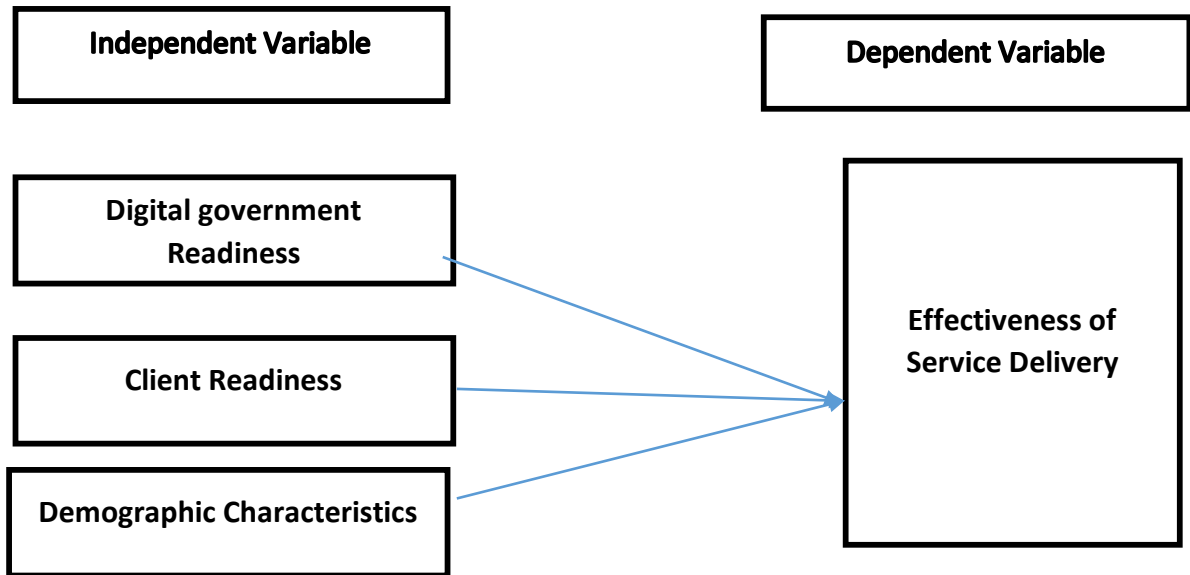 Independent Variable
Dependent Variable
Digital government
Readiness
Client Readiness
Demographic Characteristics
Effectiveness of
Service Delivery